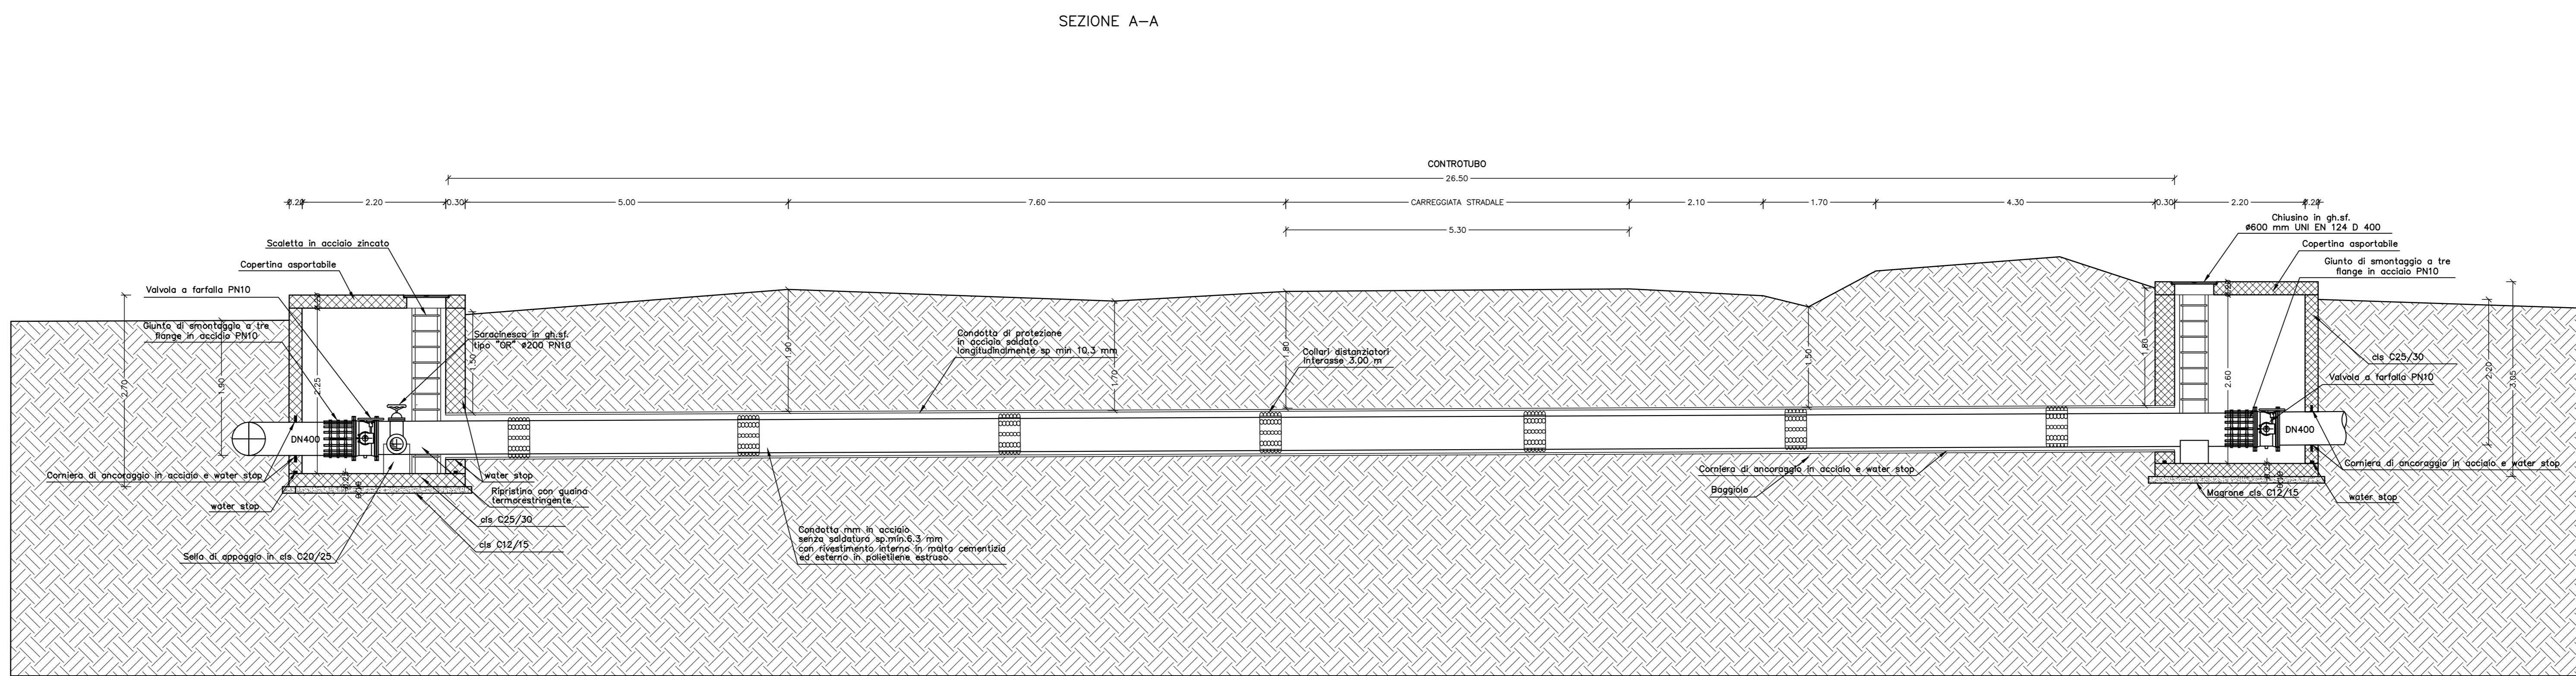 SEZIONE A-A
CONTROTUBO
26.50
0.20
2.20
0.30
5.00
7.60
CARREGGIATA STRADALE
2.10
1.70
4.30
0.30
2.20
0.20
5.30
Chiusino in gh.sf.
ø600 mm UNI EN 124 D 400
Scaletta in acciaio zincato
Copertina asportabile
Copertina asportabile
Giunto di smontaggio a tre
flange in acciaio PN10
Valvola a farfalla PN10
Giunto di smontaggio a tre
flange in acciaio PN10
Saracinesca in gh.sf.
tipo "GR" ø200 PN10
Condotta di protezione
in acciaio saldato
longitudinalmente sp min 10.3 mm
Collari distanziatori
Interasse 3.00 m
cls C25/30
Valvola a farfalla PN10
2.70
1.90
2.25
1.50
1.90
1.70
1.80
1.50
1.80
2.60
2.20
3.05
DN400
DN400
Corniera di ancoraggio in acciaio e water stop
water stop
Sella di appoggio in cls C20/25
water stop
Ripristino con guaina
termorestringente
cls C25/30
cls C12/15
Condotta mm in acciaio
senza saldatura sp.min.6.3 mm
con rivestimento interno in malta cementizia
ed esterno in polietilene estruso
Corniera di ancoraggio in acciaio e water stop
Baggiolo
Corniera di ancoraggio in acciaio e water stop
Magrone cls C12/15
water stop